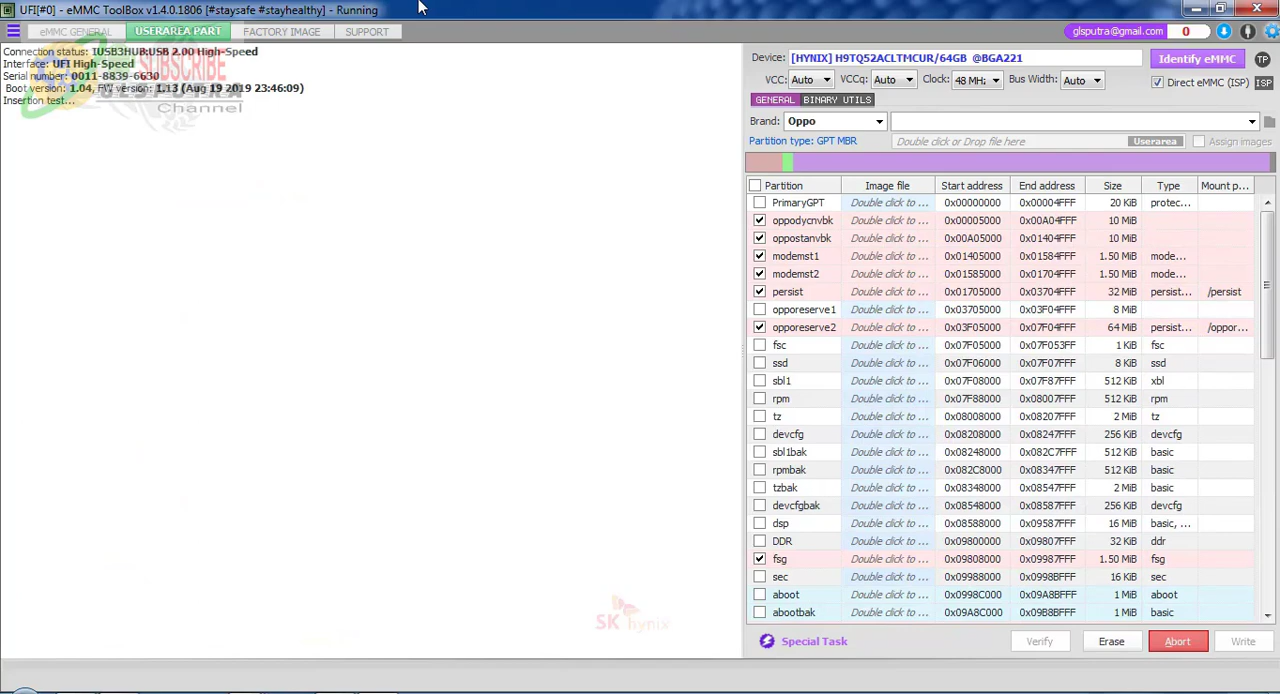 UFI[#0] - eMMC ToolBox v1.4.0.1806 [#staysafe #stayhealthy] - Running
eMMC GENERAL USERAREA PART FACTORY IMAGE SUPPORT
glsputra@gmail.com 0
Connection status: IUSB3HUB:USB 2.00 High-Speed
Interface: UFI High-Speed
Serial number: 0011-8839-6630
Boot version: 1.04, FW version: 1.13 (Aug 19 2019 23:46:09)
Insertion test...
SUBSCRIBE
GLSPUTRA
Channel
SK hynix
Device: [HYNIX] H9TQ52ACLTMCUR/64GB @BGA221 Identify eMMC TP
VCC: Auto VCCq: Auto Clock: 48 MHz Bus Width: Auto Direct eMMC (ISP) ISP
GENERAL BINARY UTILS
Brand: Oppo
Partition type: GPT MBR Double click or Drop file here Userarea Assign images
Partition Image file Start address End address Size Type Mount p...
PrimaryGPT Double click to ... 0x00000000 0x00004FFF 20 KiB protec...
oppodycnvbk Double click to ... 0x00005000 0x00A04FFF 10 MiB
oppostanvbk Double click to ... 0x00A05000 0x01404FFF 10 MiB
modemst1 Double click to ... 0x01405000 0x01584FFF 1.50 MiB mode...
modemst2 Double click to ... 0x01585000 0x01704FFF 1.50 MiB mode...
persist Double click to ... 0x01705000 0x03704FFF 32 MiB persist... /persist
opporeserve1 Double click to ... 0x03705000 0x03F04FFF 8 MiB
opporeserve2 Double click to ... 0x03F05000 0x07F04FFF 64 MiB persist... /oppor...
fsc Double click to ... 0x07F05000 0x07F053FF 1 KiB fsc
ssd Double click to ... 0x07F06000 0x07F07FFF 8 KiB ssd
sbl1 Double click to ... 0x07F08000 0x07F87FFF 512 KiB xbl
rpm Double click to ... 0x07F88000 0x08007FFF 512 KiB rpm
tz Double click to ... 0x08008000 0x08207FFF 2 MiB tz
devcfg Double click to ... 0x08208000 0x08247FFF 256 KiB devcfg
sbl1bak Double click to ... 0x08248000 0x082C7FFF 512 KiB basic
rpmbak Double click to ... 0x082C8000 0x08347FFF 512 KiB basic
tzbak Double click to ... 0x08348000 0x08547FFF 2 MiB basic
devcfgbak Double click to ... 0x08548000 0x08587FFF 256 KiB basic
dsp Double click to ... 0x08588000 0x09587FFF 16 MiB basic, ...
DDR Double click to ... 0x09800000 0x09807FFF 32 KiB ddr
fsg Double click to ... 0x09808000 0x09987FFF 1.50 MiB fsg
sec Double click to ... 0x09988000 0x0998BFFF 16 KiB sec
aboot Double click to ... 0x0998C000 0x09A8BFFF 1 MiB aboot
abootbak Double click to ... 0x09A8C000 0x09B8BFFF 1 MiB basic
Special Task Verify Erase Abort Write